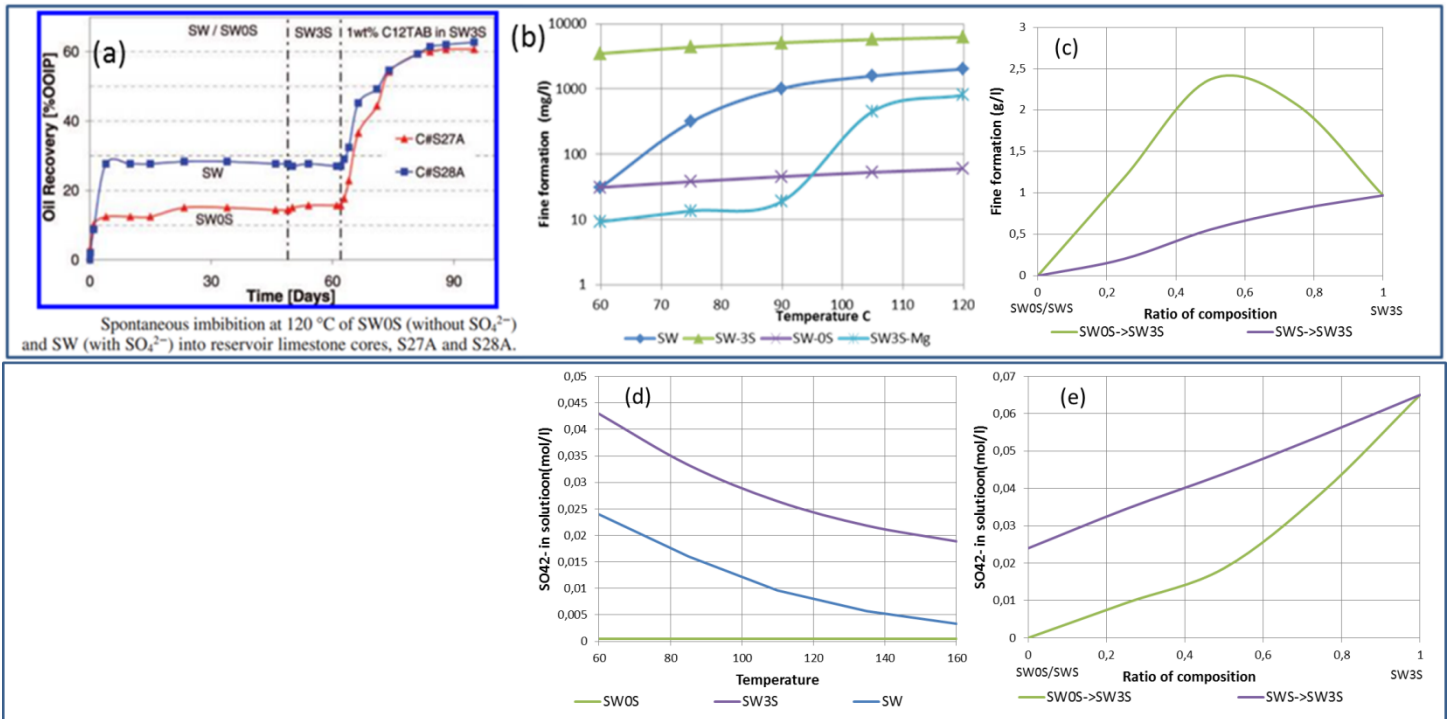 (a)
SW / SW0S
SW3S
1wt% C12TAB in SW3S
Oil Recovery [%OOIP]
60
40
20
0
C#S27A
C#S28A
SW
SW0S
0
30
60
90
Time [Days]
Spontaneous imbibition at 120 °C of SW0S (without SO₄²⁻)
and SW (with SO₄²⁻) into reservoir limestone cores, S27A and S28A.
(b)
Fine formation (mg/l)
10000
1000
100
10
1
60
70
80
90
100
110
120
Temperature C
SW
SW-3S
SW-0S
SW3S-Mg
(c)
Fine formation (g/l)
3
2,5
2
1,5
1
0,5
0
0
0,2
0,4
0,6
0,8
1
SW0S/SWS
Ratio of composition
SW3S
SW0S->SW3S
SWS->SW3S
(d)
SO42- in solutioon(mol/l)
0,05
0,045
0,04
0,035
0,03
0,025
0,02
0,015
0,01
0,005
0
60
80
100
120
140
160
Temperature
SW0S
SW3S
SW
(e)
SO42- in solutioon(mol/l)
0,07
0,06
0,05
0,04
0,03
0,02
0,01
0
0
0,2
0,4
0,6
0,8
1
SW0S/SWS
Ratio of composition
SW3S
SW0S->SW3S
SWS->SW3S